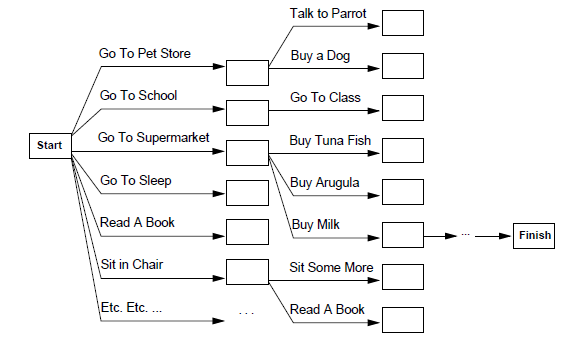 Talk to Parrot
Go To Pet Store
Buy a Dog
Go To School
Go To Class
Go To Supermarket
Buy Tuna Fish
Start
Go To Sleep
Buy Arugula
Read A Book
Buy Milk
...
Finish
Sit in Chair
Sit Some More
Etc. Etc. ...
. . .
Read A Book